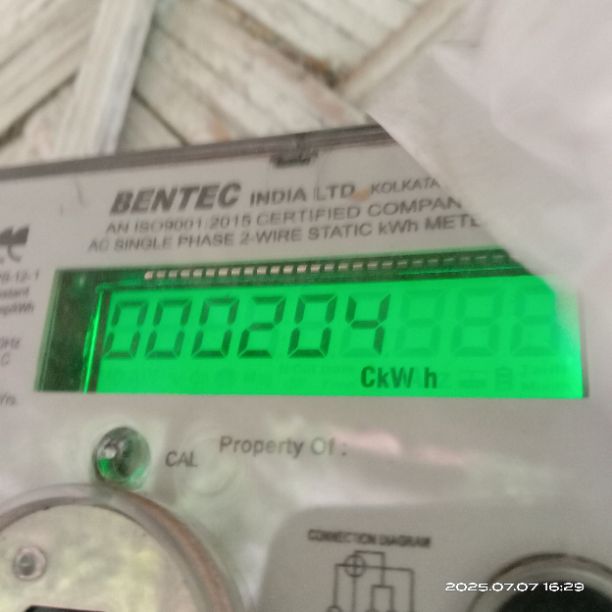 BENTEC INDIA LTD. KOLKATA
AN ISO9001:2015 CERTIFIED COMPAN
AC SINGLE PHASE 2-WIRE STATIC kWh METE
000204
CkW h
CAL
Property Of :
CONNECTION DIAGRAM
2025.07.07 16:29